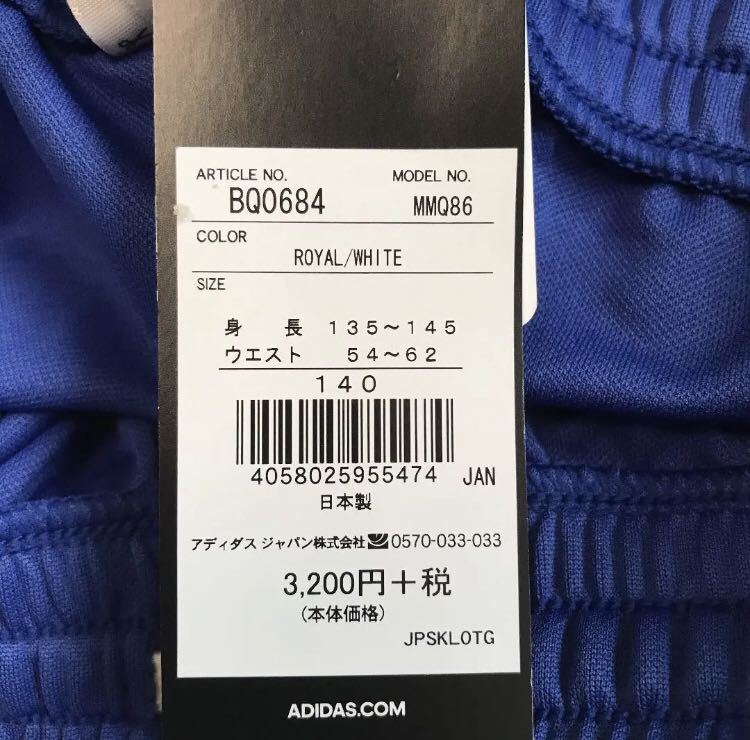 ARTICLE NO. MODEL NO.
BQ0684 MMQ86
COLOR
ROYAL/WHITE
SIZE
身 長 135～145
ウエスト 54～62
140
4058025955474 JAN
日本製
アディダス ジャパン株式会社 0570-033-033
3,200円+税
(本体価格)
JPSKLOTG
ADIDAS.COM